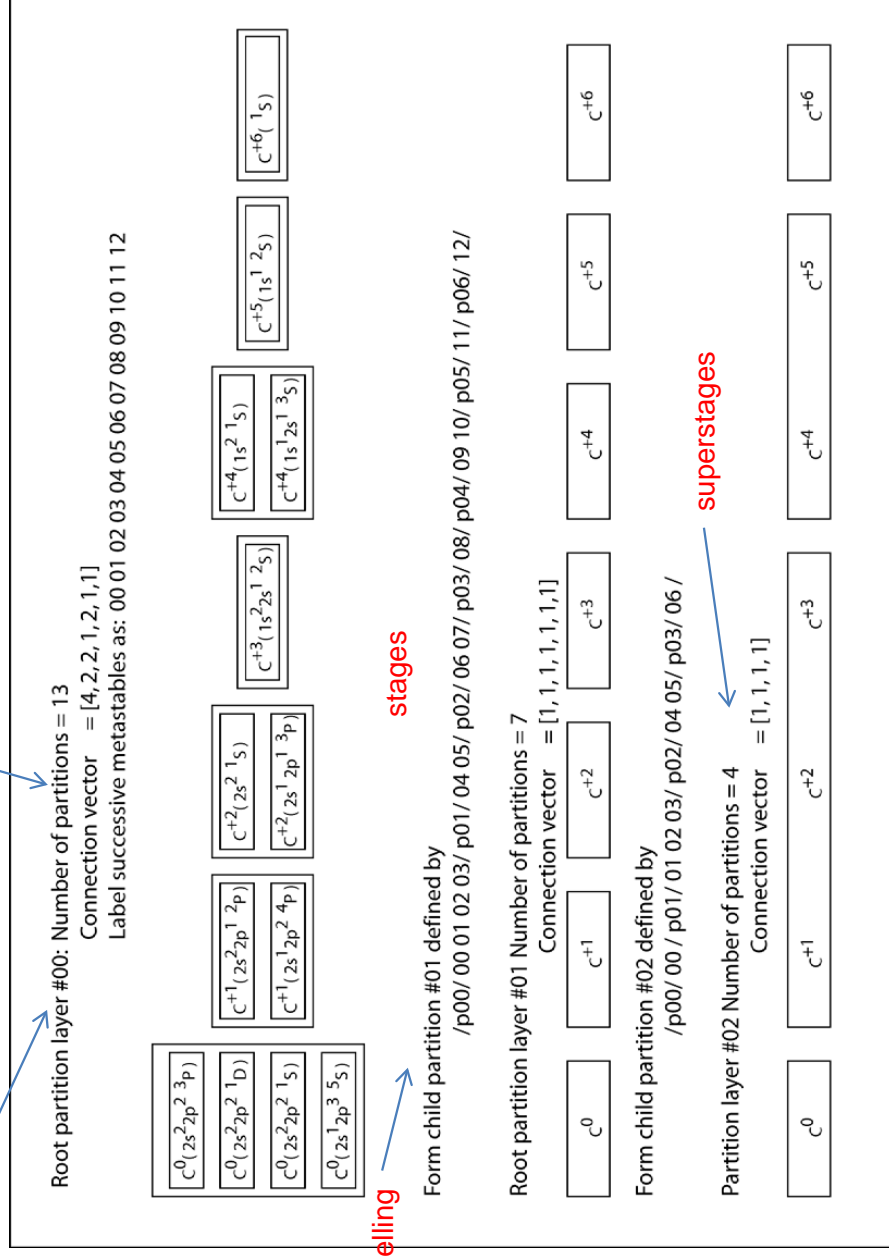 Root partition layer #00: Number of partitions = 13
Connection vector = [4, 2, 2, 1, 2, 1,1]
Label successive metastables as: 00 01 02 03 04 05 06 07 08 09 10 11 12
C⁰(2s²2p² ³P)
C⁰(2s²2p² ¹D)
C⁰(2s²2p² ¹S)
C⁰(2s¹2p³ ⁵S)
C⁺¹(2s²2p¹ ²P)
C⁺¹(2s¹2p² ⁴P)
C⁺²(2s² ¹S)
C⁺²(2s¹ 2p¹ ³P)
C⁺³(1s²2s¹ ²S)
C⁺⁴(1s² ¹S)
C⁺⁴(1s¹2s¹ ³S)
C⁺⁵(1s¹ ²S)
C⁺⁶( ¹S)
elling
stages
Form child partition #01 defined by
/p00/ 00 01 02 03/ p01/ 04 05/ p02/ 06 07/ p03/ 08/ p04/ 09 10/ p05/ 11/ p06/ 12/
Root partition layer #01 Number of partitions = 7
Connection vector = [1, 1, 1, 1, 1, 1,1]
C⁰ C⁺¹ C⁺² C⁺³ C⁺⁴ C⁺⁵ C⁺⁶
Form child partition #02 defined by
/p00/ 00 / p01/ 01 02 03/ p02/ 04 05/ p03/ 06 /
superstages
Partition layer #02 Number of partitions = 4
Connection vector = [1, 1, 1, 1]
C⁰ C⁺¹ C⁺² C⁺³ C⁺⁴ C⁺⁵ C⁺⁶